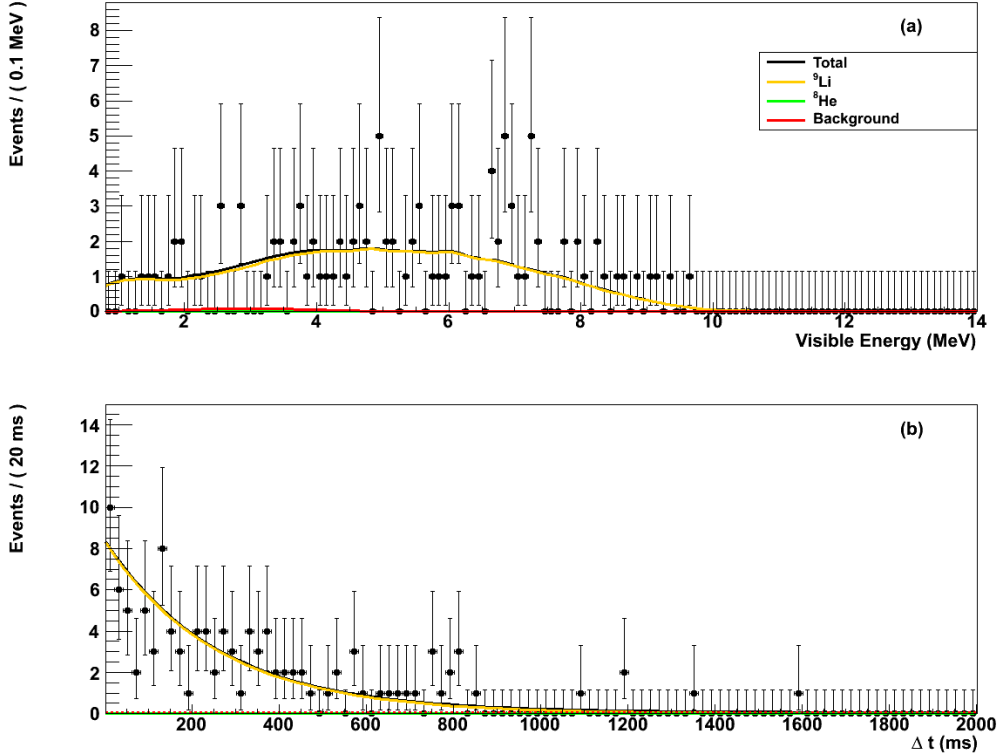 (a)
Events / ( 0.1 MeV )
8
7
6
5
4
3
2
1
0
Total
⁹Li
⁸He
Background
2 4 6 8 10 12 14
Visible Energy (MeV)
(b)
Events / ( 20 ms )
14
12
10
8
6
4
2
0
200 400 600 800 1000 1200 1400 1600 1800 2000
Δ t (ms)